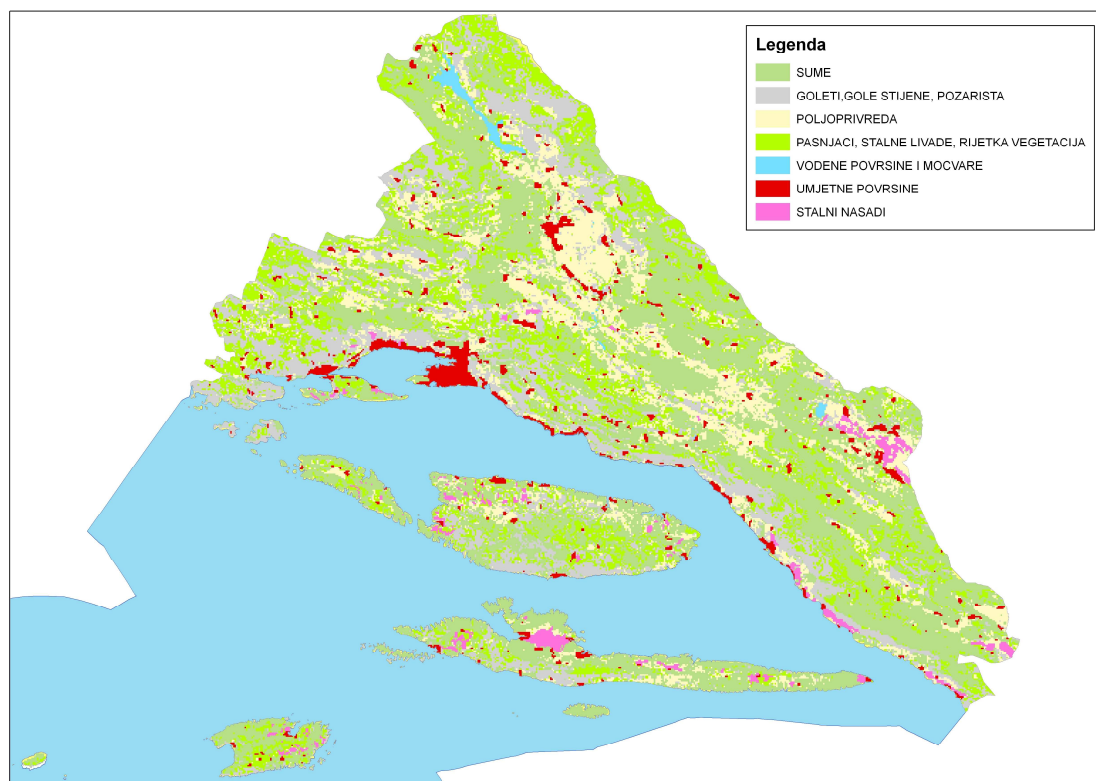 Legenda
SUME
GOLETI,GOLE STIJENE, POZARISTA
POLJOPRIVREDA
PASNJACI, STALNE LIVADE, RIJETKA VEGETACIJA
VODENE POVRSINE I MOCVARE
UMJETNE POVRSINE
STALNI NASADI